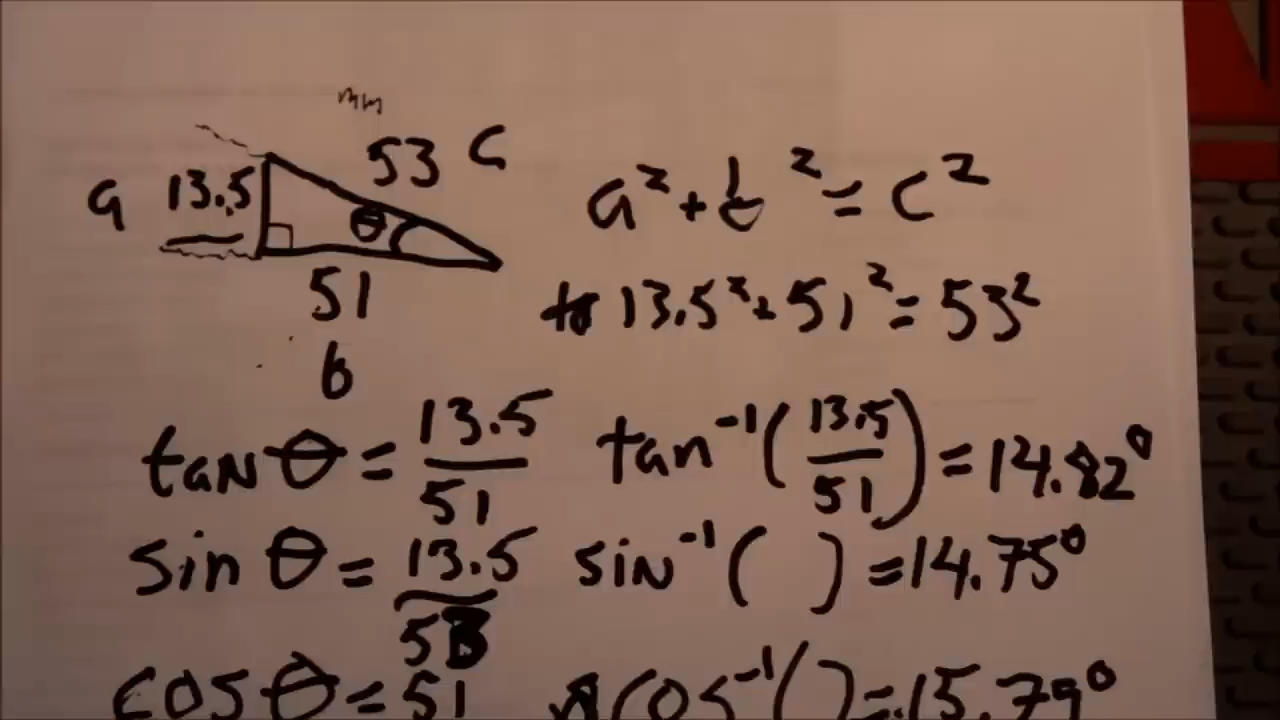 mm
53 C
a 13.5
θ
51
b
a² + b² = c²
13.5² + 51² = 53²
tan θ = 13.5/51 tan⁻¹(13.5/51) = 14.82°
sin θ = 13.5/53 sin⁻¹( ) = 14.75°
cos θ = 51 cos⁻¹( ) = 15.79°